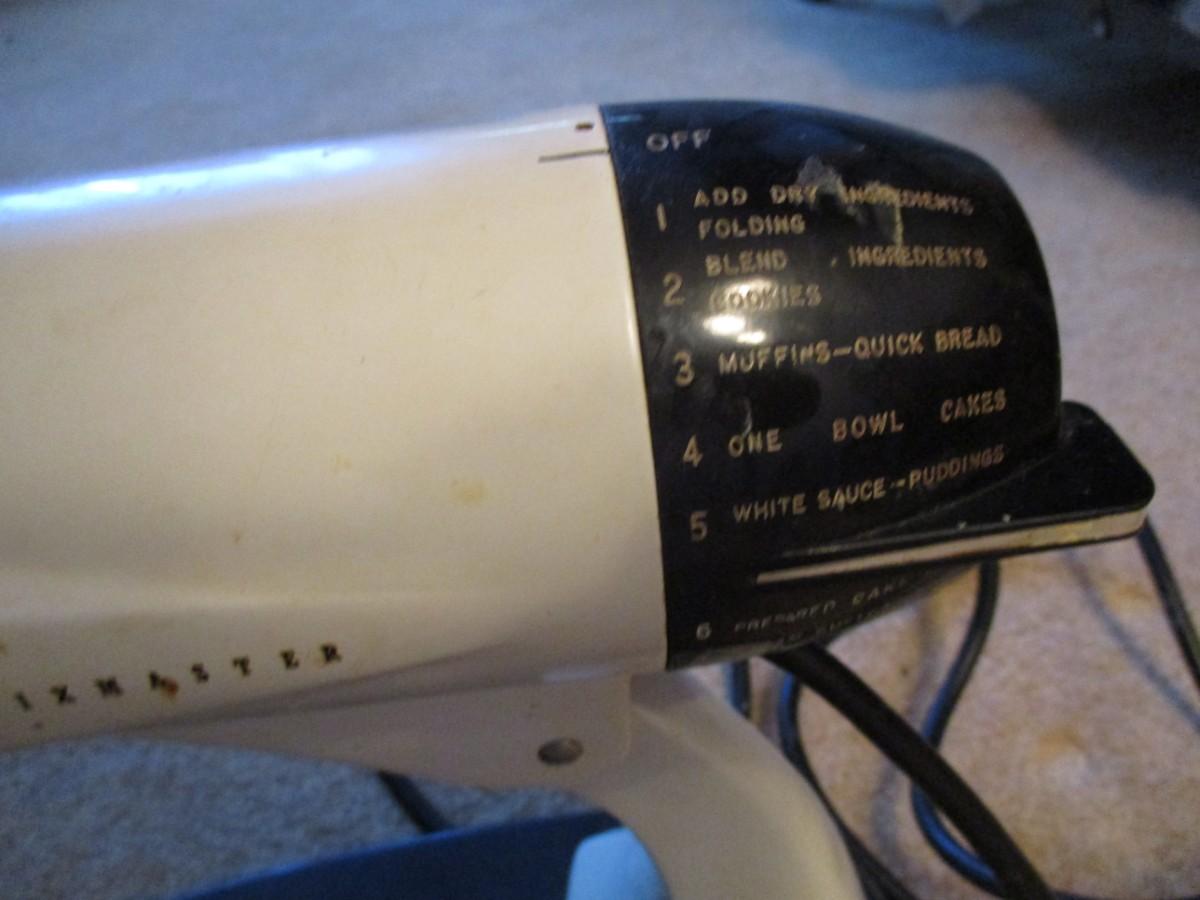 OFF
1 ADD DRY INGREDIENTS
FOLDING
2 BLEND INGREDIENTS
COOKIES
3 MUFFINS-QUICK BREAD
4 ONE BOWL CAKES
5 WHITE SAUCE-PUDDINGS
6 PREPARED
IXMASTER